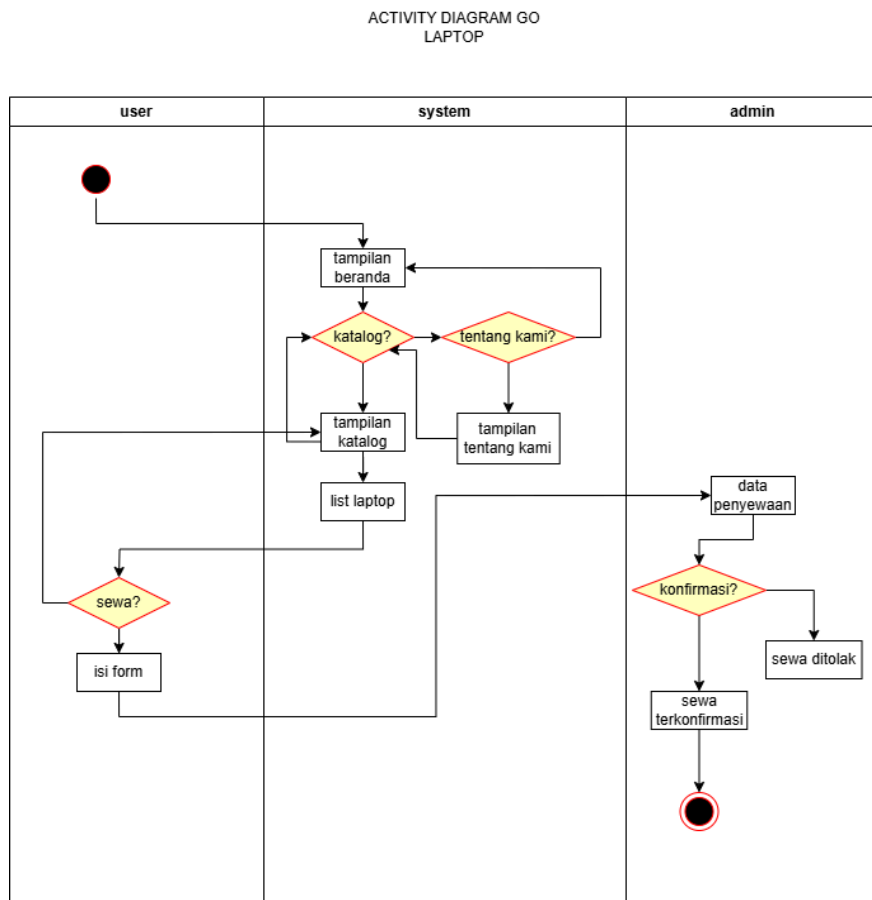 ACTIVITY DIAGRAM GO
LAPTOP
user
system
admin
tampilan
beranda
katalog?
tentang kami?
tampilan
katalog
tampilan
tentang kami
list laptop
data
penyewaan
sewa?
konfirmasi?
isi form
sewa ditolak
sewa
terkonfirmasi